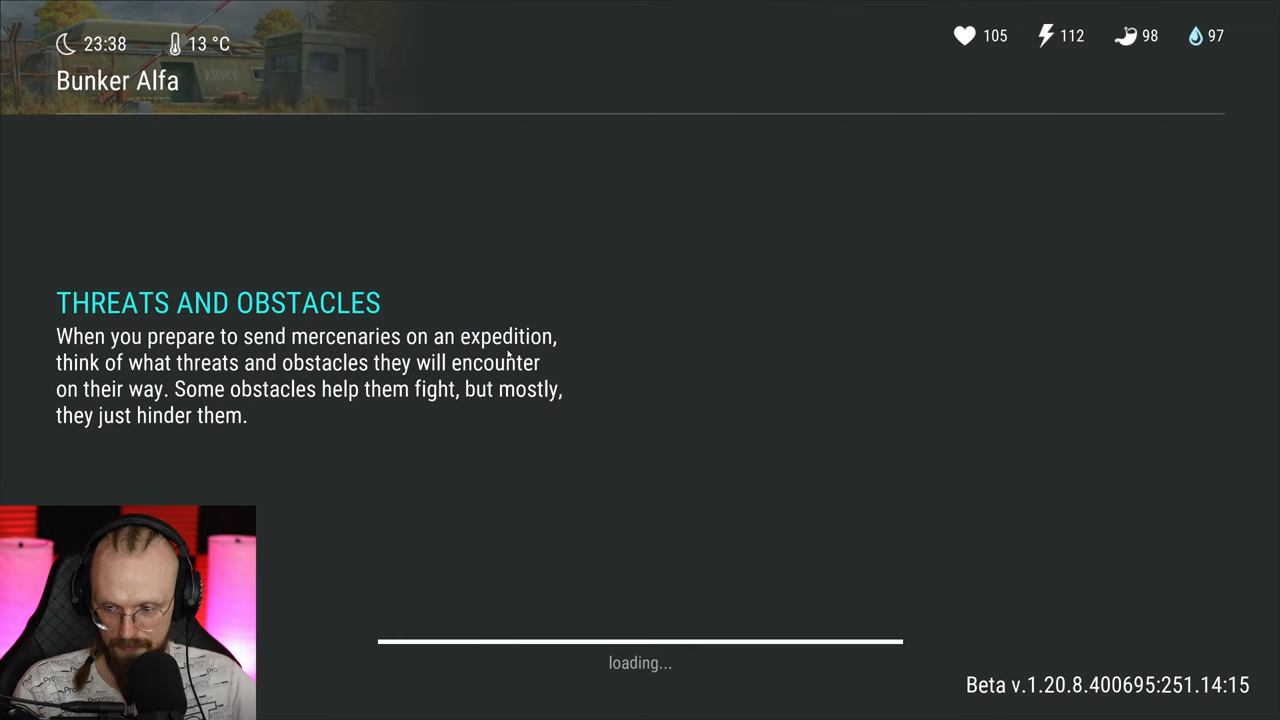 23:38 13 °C
105 112 98 97
Bunker Alfa
THREATS AND OBSTACLES
When you prepare to send mercenaries on an expedition,
think of what threats and obstacles they will encounter
on their way. Some obstacles help them fight, but mostly,
they just hinder them.
loading...
Beta v.1.20.8.400695:251.14:15